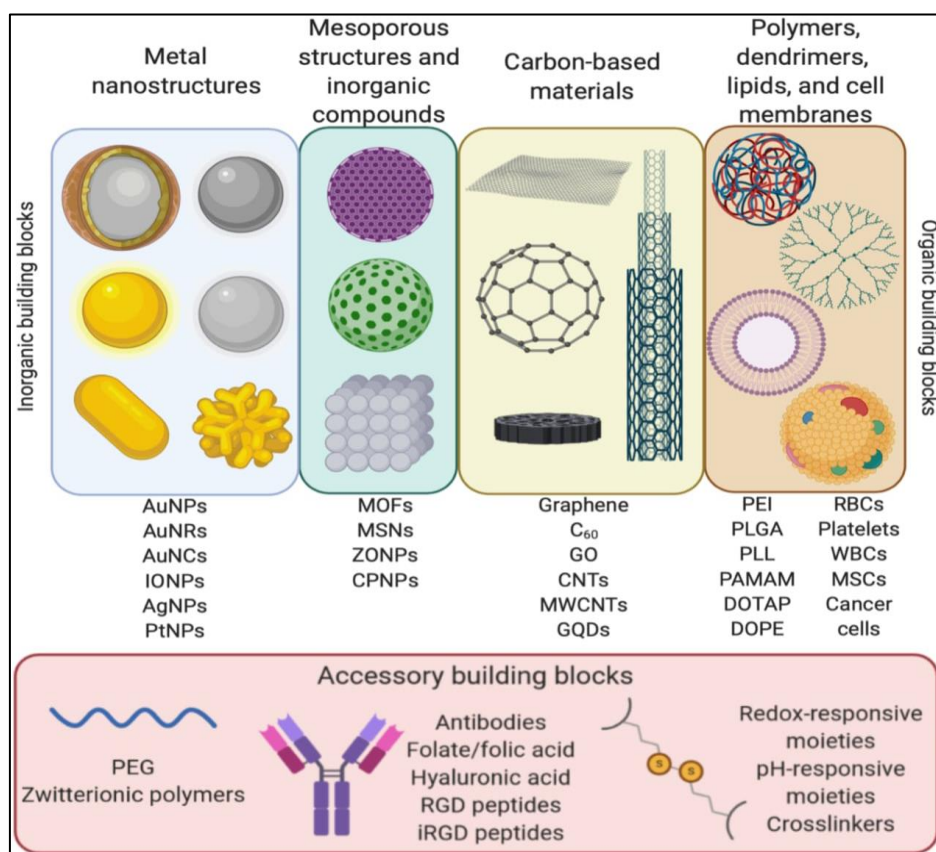 Metal
nanostructures
Mesoporous
structures and
inorganic
compounds
Carbon-based
materials
Polymers,
dendrimers,
lipids, and cell
membranes
Inorganic building blocks
Organic building blocks
AuNPs
AuNRs
AuNCs
IONPs
AgNPs
PtNPs
MOFs
MSNs
ZONPs
CPNPs
Graphene
C₆₀
GO
CNTs
MWCNTs
GQDs
PEI
PLGA
PLL
PAMAM
DOTAP
DOPE
RBCs
Platelets
WBCs
MSCs
Cancer
cells
Accessory building blocks
PEG
Zwitterionic polymers
Antibodies
Folate/folic acid
Hyaluronic acid
RGD peptides
iRGD peptides
S
S
Redox-responsive
moieties
pH-responsive
moieties
Crosslinkers